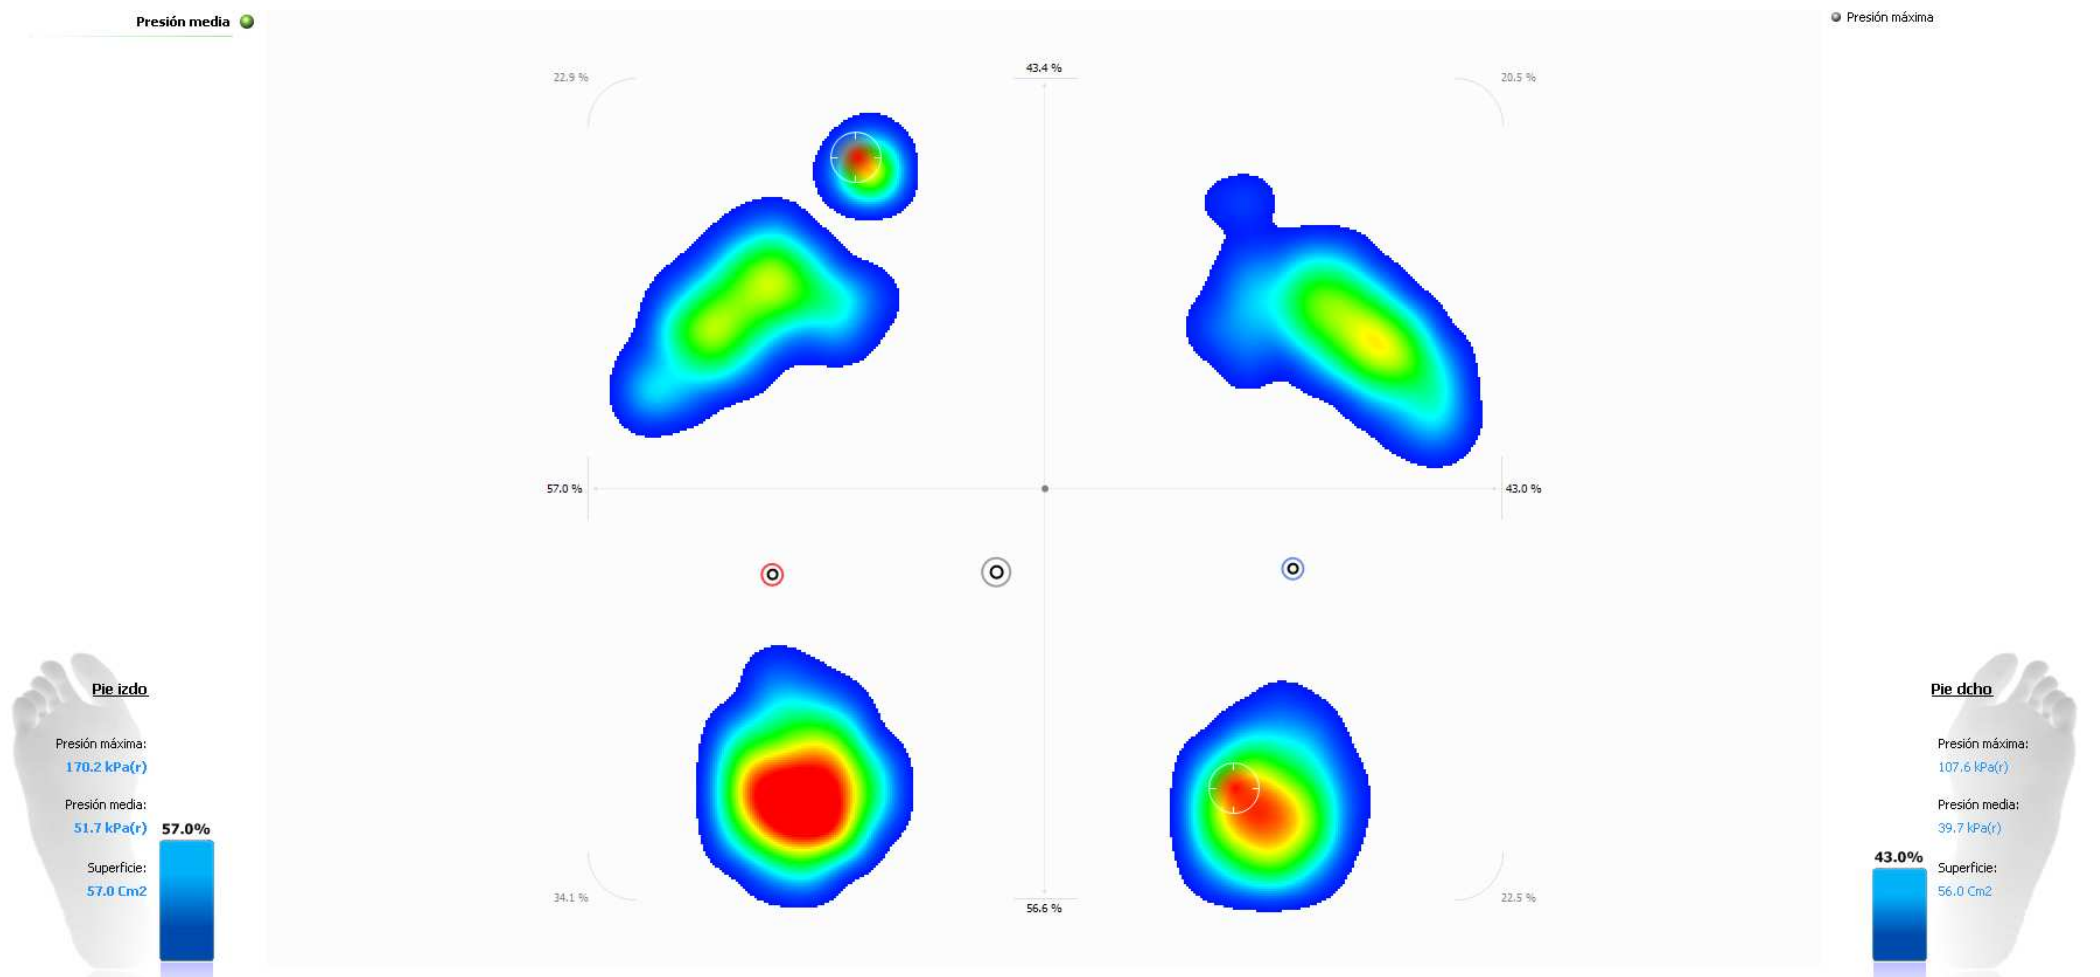 Presión media
Presión máxima
22.9 %
43.4 %
20.5 %
57.0 %
43.0 %
Pie izdo
Presión máxima:
170.2 kPa(r)
Presión media:
51.7 kPa(r)
57.0%
Superficie:
57.0 Cm2
Pie dcho
Presión máxima:
107.6 kPa(r)
Presión media:
39.7 kPa(r)
43.0%
Superficie:
56.0 Cm2
34.1 %
56.6 %
22.5 %